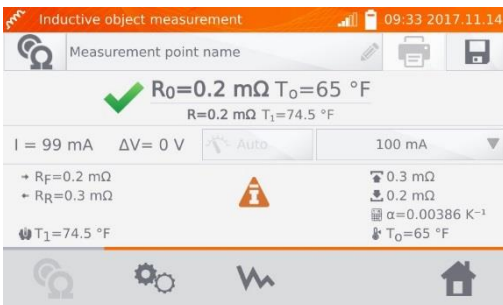 Inductive object measurement 09:33 2017.11.14
Measurement point name
R0=0.2 mΩ To=65 °F
R=0.2 mΩ T1=74.5 °F
I = 99 mA ΔV= 0 V Auto 100 mA
RF=0.2 mΩ 0.3 mΩ
RR=0.3 mΩ 0.2 mΩ
α=0.00386 K⁻¹
T1=74.5 °F To=65 °F